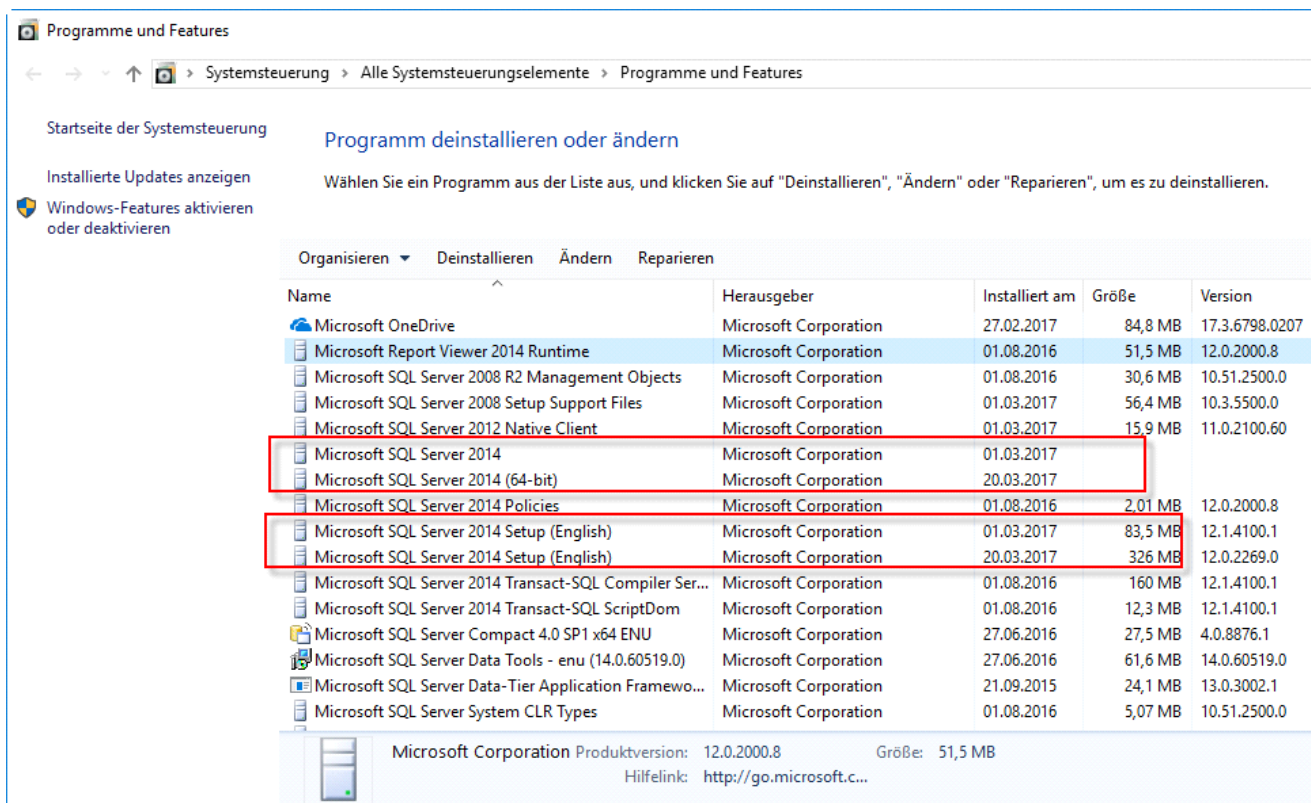 Programme und Features
Systemsteuerung > Alle Systemsteuerungselemente > Programme und Features
Startseite der Systemsteuerung
Installierte Updates anzeigen
Windows-Features aktivieren
oder deaktivieren
Programm deinstallieren oder ändern
Wählen Sie ein Programm aus der Liste aus, und klicken Sie auf "Deinstallieren", "Ändern" oder "Reparieren", um es zu deinstallieren.
Organisieren Deinstallieren Ändern Reparieren
Name Herausgeber Installiert am Größe Version
Microsoft OneDrive Microsoft Corporation 27.02.2017 84,8 MB 17.3.6798.0207
Microsoft Report Viewer 2014 Runtime Microsoft Corporation 01.08.2016 51,5 MB 12.0.2000.8
Microsoft SQL Server 2008 R2 Management Objects Microsoft Corporation 01.08.2016 30,6 MB 10.51.2500.0
Microsoft SQL Server 2008 Setup Support Files Microsoft Corporation 01.03.2017 56,4 MB 10.3.5500.0
Microsoft SQL Server 2012 Native Client Microsoft Corporation 01.03.2017 15,9 MB 11.0.2100.60
Microsoft SQL Server 2014 Microsoft Corporation 01.03.2017
Microsoft SQL Server 2014 (64-bit) Microsoft Corporation 20.03.2017
Microsoft SQL Server 2014 Policies Microsoft Corporation 01.08.2016 2,01 MB 12.0.2000.8
Microsoft SQL Server 2014 Setup (English) Microsoft Corporation 01.03.2017 83,5 MB 12.1.4100.1
Microsoft SQL Server 2014 Setup (English) Microsoft Corporation 20.03.2017 326 MB 12.0.2269.0
Microsoft SQL Server 2014 Transact-SQL Compiler Ser... Microsoft Corporation 01.08.2016 160 MB 12.1.4100.1
Microsoft SQL Server 2014 Transact-SQL ScriptDom Microsoft Corporation 01.08.2016 12,3 MB 12.1.4100.1
Microsoft SQL Server Compact 4.0 SP1 x64 ENU Microsoft Corporation 27.06.2016 27,5 MB 4.0.8876.1
Microsoft SQL Server Data Tools - enu (14.0.60519.0) Microsoft Corporation 27.06.2016 61,6 MB 14.0.60519.0
Microsoft SQL Server Data-Tier Application Framewo... Microsoft Corporation 21.09.2015 24,1 MB 13.0.3002.1
Microsoft SQL Server System CLR Types Microsoft Corporation 01.08.2016 5,07 MB 10.51.2500.0
Microsoft Corporation Produktversion: 12.0.2000.8 Größe: 51,5 MB
Hilfelink: http://go.microsoft.c...